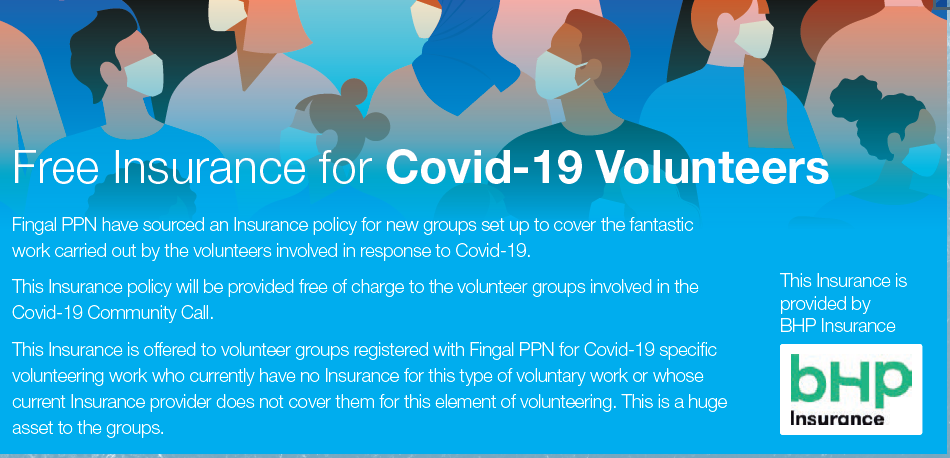 Free Insurance for Covid-19 Volunteers
Fingal PPN have sourced an Insurance policy for new groups set up to cover the fantastic
work carried out by the volunteers involved in response to Covid-19.
This Insurance policy will be provided free of charge to the volunteer groups involved in the
Covid-19 Community Call.
This Insurance is offered to volunteer groups registered with Fingal PPN for Covid-19 specific
volunteering work who currently have no Insurance for this type of voluntary work or whose
current Insurance provider does not cover them for this element of volunteering. This is a huge
asset to the groups.
This Insurance is
provided by
BHP Insurance
bHp
Insurance